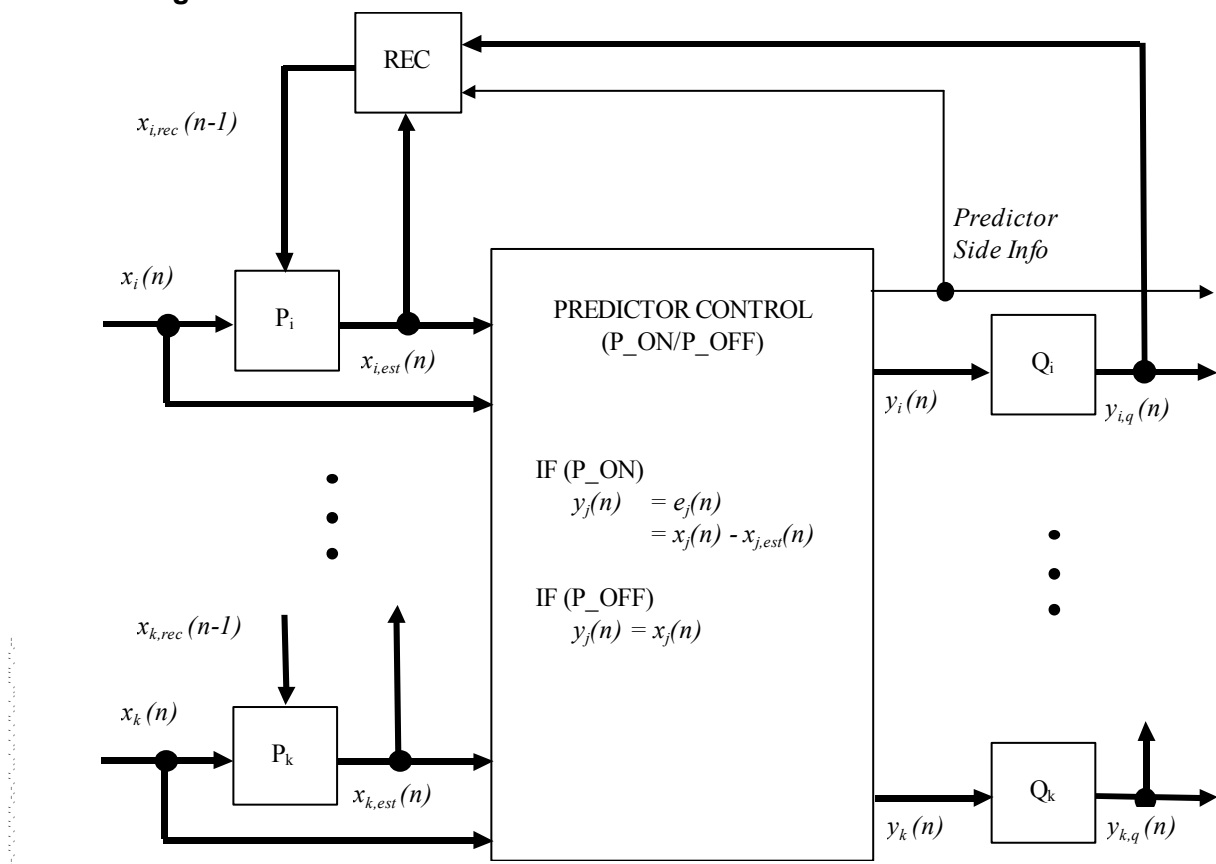 REC
x_{i,rec} (n-1)
Predictor
Side Info
x_i (n)
P_i
x_{i,est} (n)
PREDICTOR CONTROL
(P_ON/P_OFF)
Q_i
y_i (n)
y_{i,q} (n)
IF (P_ON)
y_j(n) = e_j(n)
= x_j(n) - x_{j,est}(n)
IF (P_OFF)
y_j(n) = x_j(n)
x_{k,rec} (n-1)
x_k (n)
P_k
x_{k,est} (n)
Q_k
y_k (n)
y_{k,q} (n)